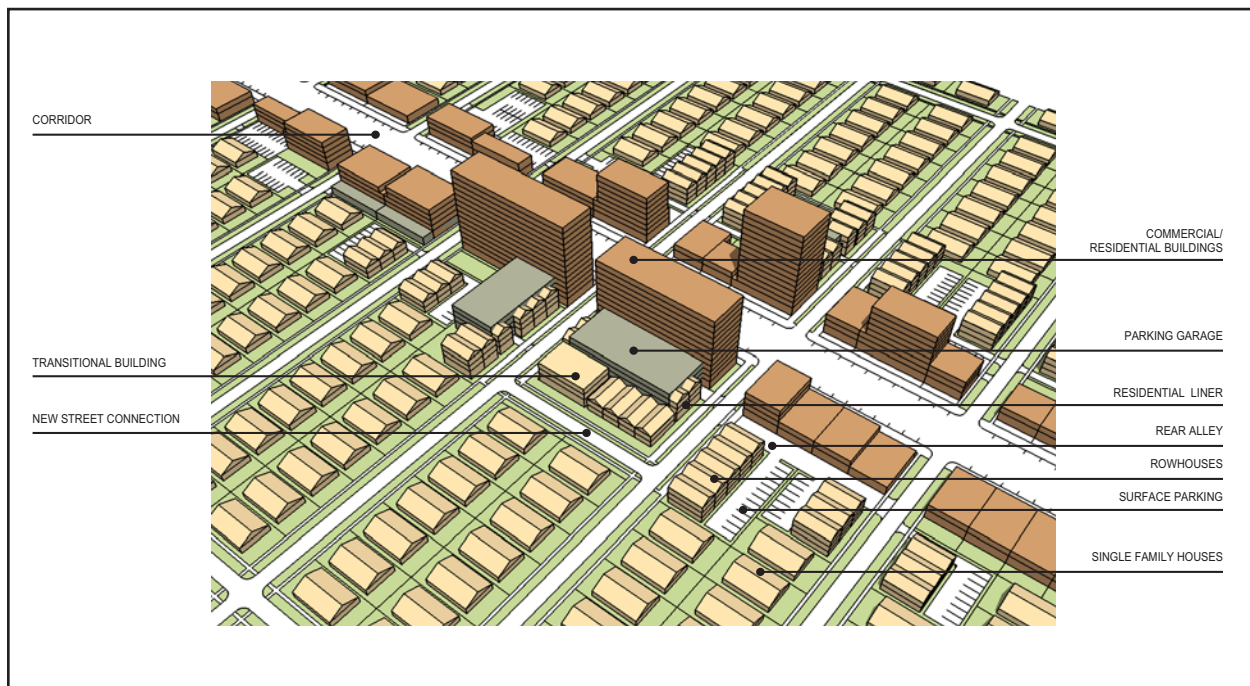 CORRIDOR
TRANSITIONAL BUILDING
NEW STREET CONNECTION
COMMERCIAL/
RESIDENTIAL BUILDINGS
PARKING GARAGE
RESIDENTIAL LINER
REAR ALLEY
ROWHOUSES
SURFACE PARKING
SINGLE FAMILY HOUSES